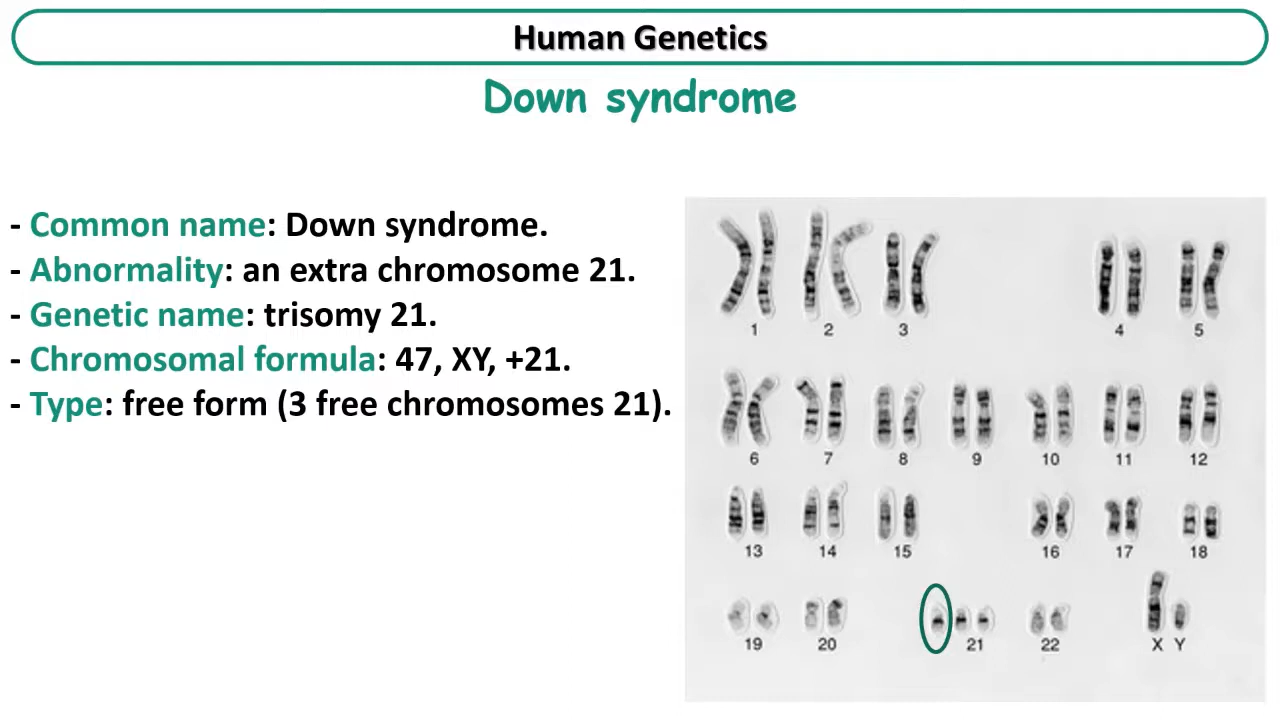 Human Genetics
Down syndrome
- Common name: Down syndrome.
- Abnormality: an extra chromosome 21.
- Genetic name: trisomy 21.
- Chromosomal formula: 47, XY, +21.
- Type: free form (3 free chromosomes 21).
1 2 3 4 5
6 7 8 9 10 11 12
13 14 15 16 17 18
19 20 21 22 X Y